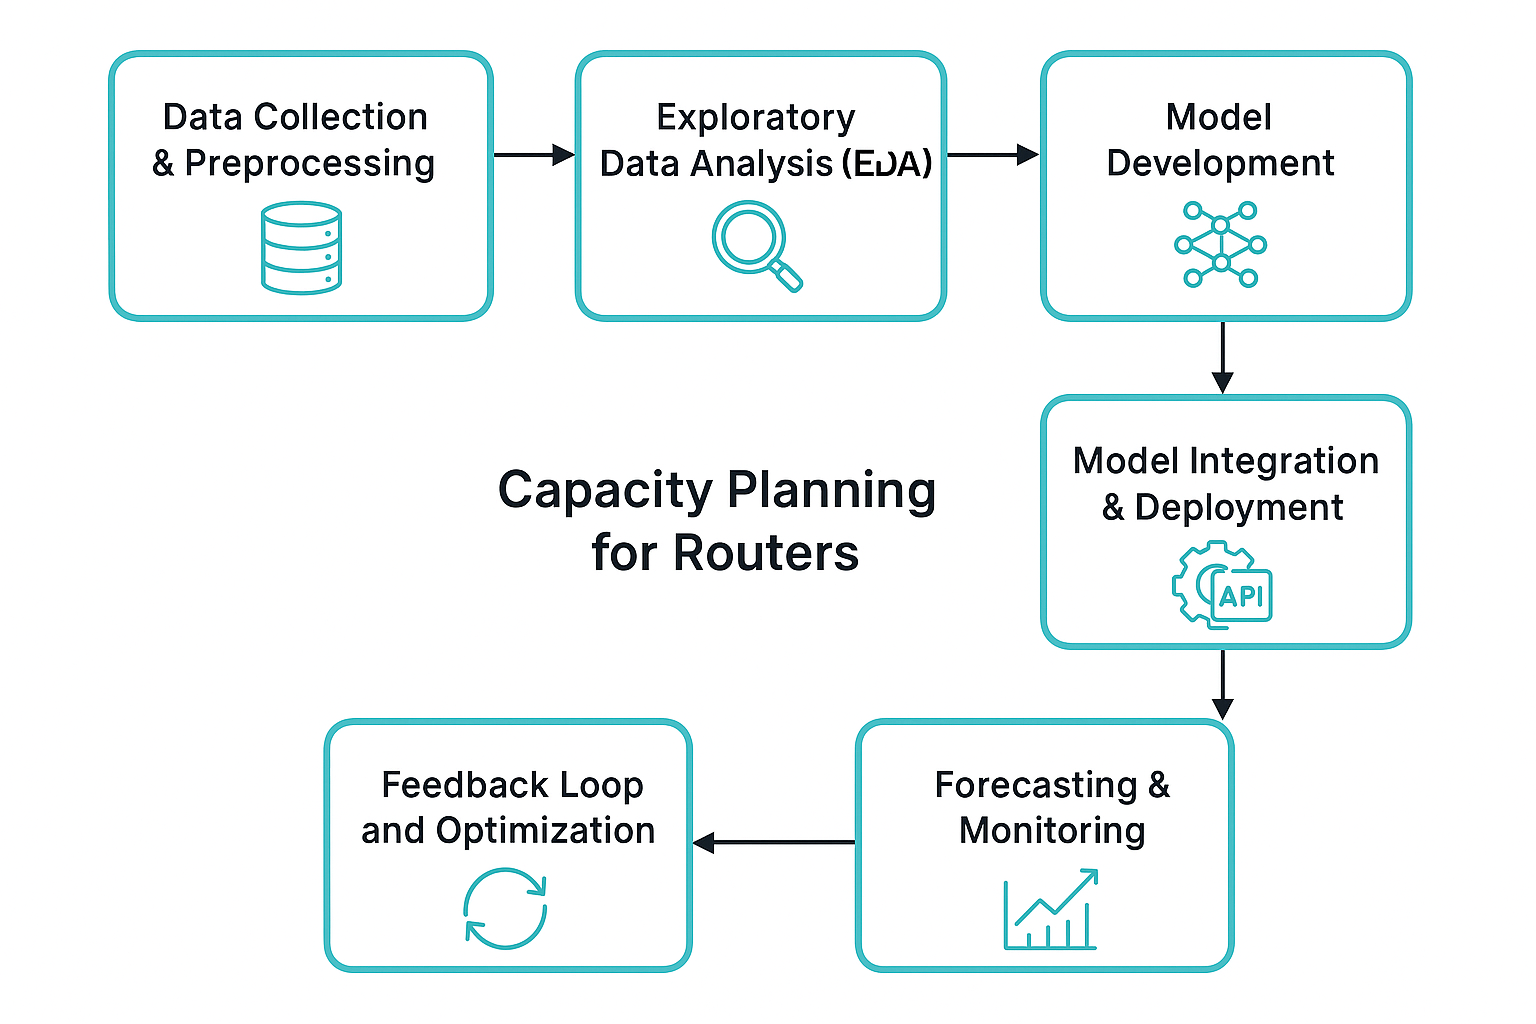 Data Collection
& Preprocessing
Exploratory
Data Analysis (EDA)
Model
Development
Capacity Planning
for Routers
Model Integration
& Deployment
API
Feedback Loop
and Optimization
Forecasting &
Monitoring